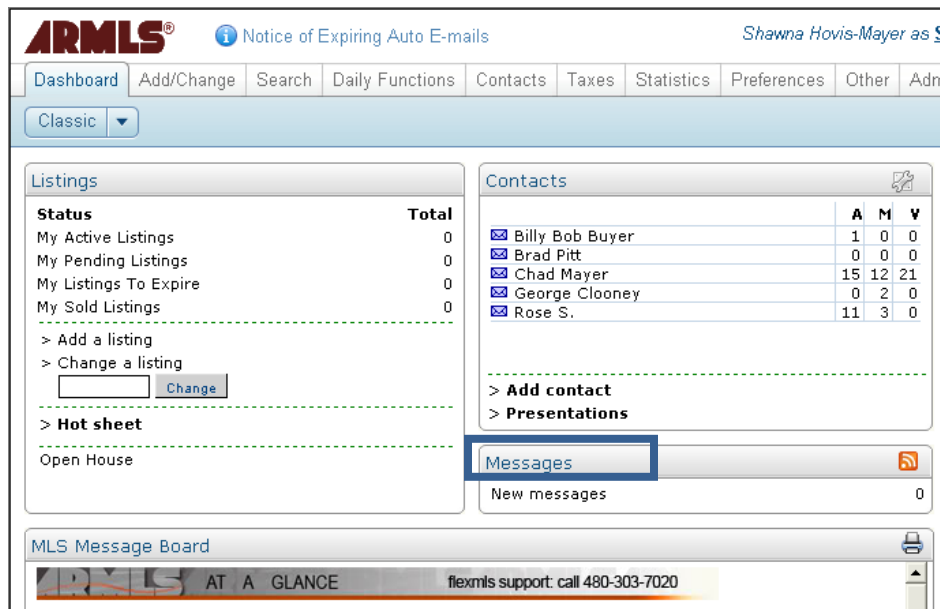 ARMLS® Notice of Expiring Auto E-mails Shawna Hovis-Mayer as S
Dashboard Add/Change Search Daily Functions Contacts Taxes Statistics Preferences Other Adm
Classic
Listings
Status Total
My Active Listings 0
My Pending Listings 0
My Listings To Expire 0
My Sold Listings 0
> Add a listing
> Change a listing
Change
> Hot sheet
Open House
Contacts
A M V
Billy Bob Buyer 1 0 0
Brad Pitt 0 0 0
Chad Mayer 15 12 21
George Clooney 0 2 0
Rose S. 11 3 0
> Add contact
> Presentations
Messages
New messages 0
MLS Message Board
ARMLS AT A GLANCE flexmls support: call 480-303-7020